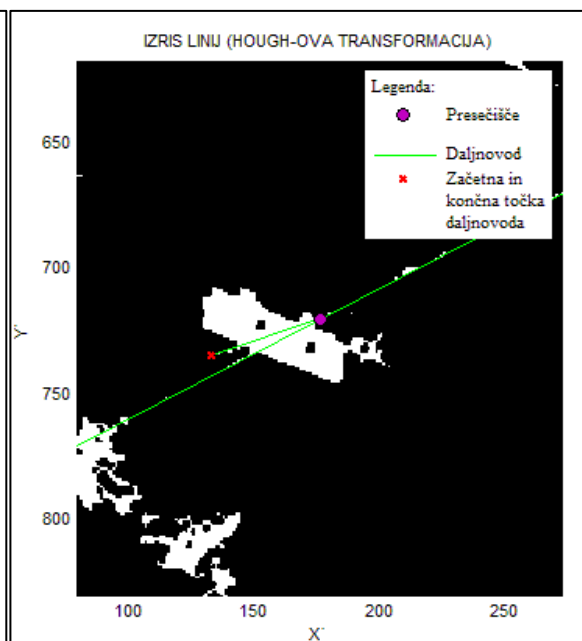 IZRIS LINIJ (HOUGH-OVA TRANSFORMACIJA)
Legenda:
Presečišče
Daljnovod
Začetna in
končna točka
daljnovoda
650
700
750
800
Y'
100
150
200
250
X'